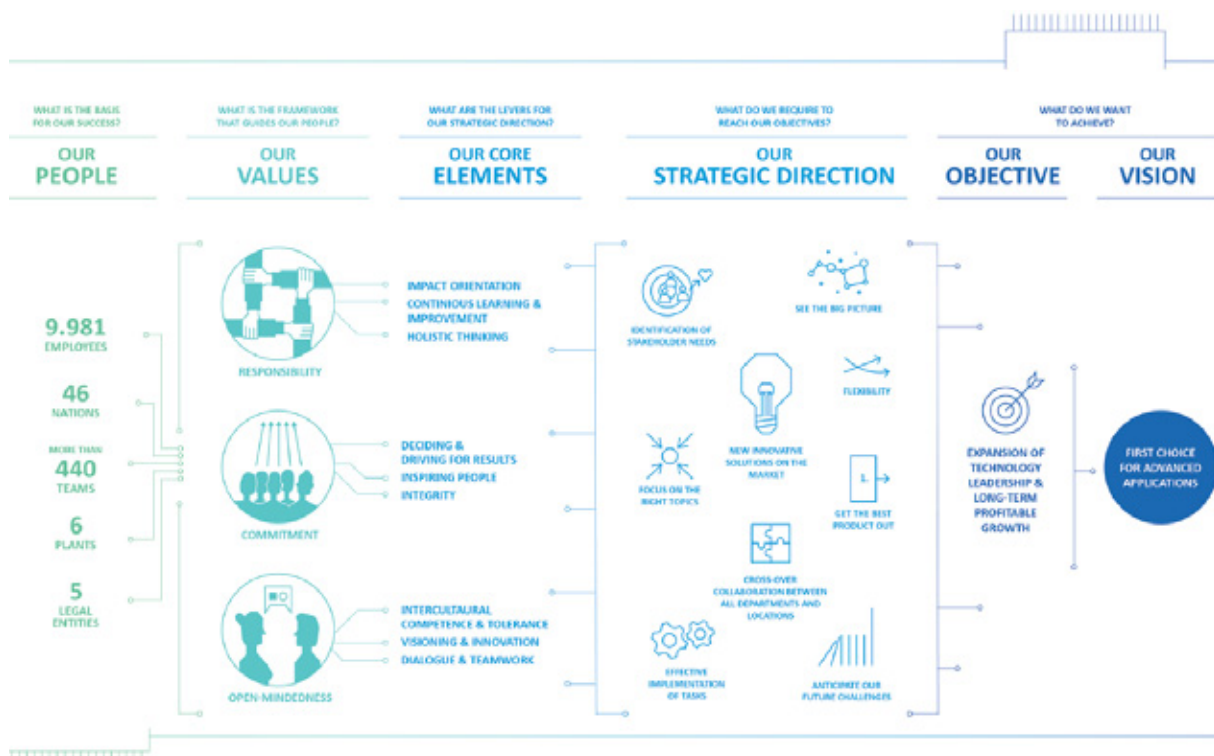 WHAT IS THE BASIS
FOR OUR SUCCESS?
OUR
PEOPLE
9.981
EMPLOYEES
46
NATIONS
MORE THAN
440
TEAMS
6
PLANTS
5
LEGAL
ENTITIES
WHAT IS THE FRAMEWORK
THAT GUIDES OUR PEOPLE?
OUR
VALUES
RESPONSIBILITY
COMMITMENT
OPEN-MINDEDNESS
WHAT ARE THE LEVERS FOR
OUR STRATEGIC DIRECTION?
OUR CORE
ELEMENTS
IMPACT ORIENTATION
CONTINIOUS LEARNING &
IMPROVEMENT
HOLISTIC THINKING
DECIDING &
DRIVING FOR RESULTS
INSPIRING PEOPLE
INTEGRITY
INTERCULTAURAL
COMPETENCE & TOLERANCE
VISIONING & INNOVATION
DIALOGUE & TEAMWORK
WHAT DO WE REQUIRE TO
REACH OUR OBJECTIVES?
OUR
STRATEGIC DIRECTION
IDENTIFICATION OF
STAKEHOLDER NEEDS
SEE THE BIG PICTURE
NEW INNOVATIVE
SOLUTIONS ON THE
MARKET
FLEXIBILITY
FOCUS ON THE
RIGHT TOPICS
1.
GET THE BEST
PRODUCT OUT
CROSS-OVER
COLLABORATION BETWEEN
ALL DEPARTMENTS AND
LOCATIONS
EFFECTIVE
IMPLEMENTATION
OF TASKS
ANTICIPATE OUR
FUTURE CHALLENGES
WHAT DO WE WANT
TO ACHIEVE?
OUR
OBJECTIVE
EXPANSION OF
TECHNOLOGY
LEADERSHIP &
LONG-TERM
PROFITABLE
GROWTH
OUR
VISION
FIRST CHOICE
FOR ADVANCED
APPLICATIONS